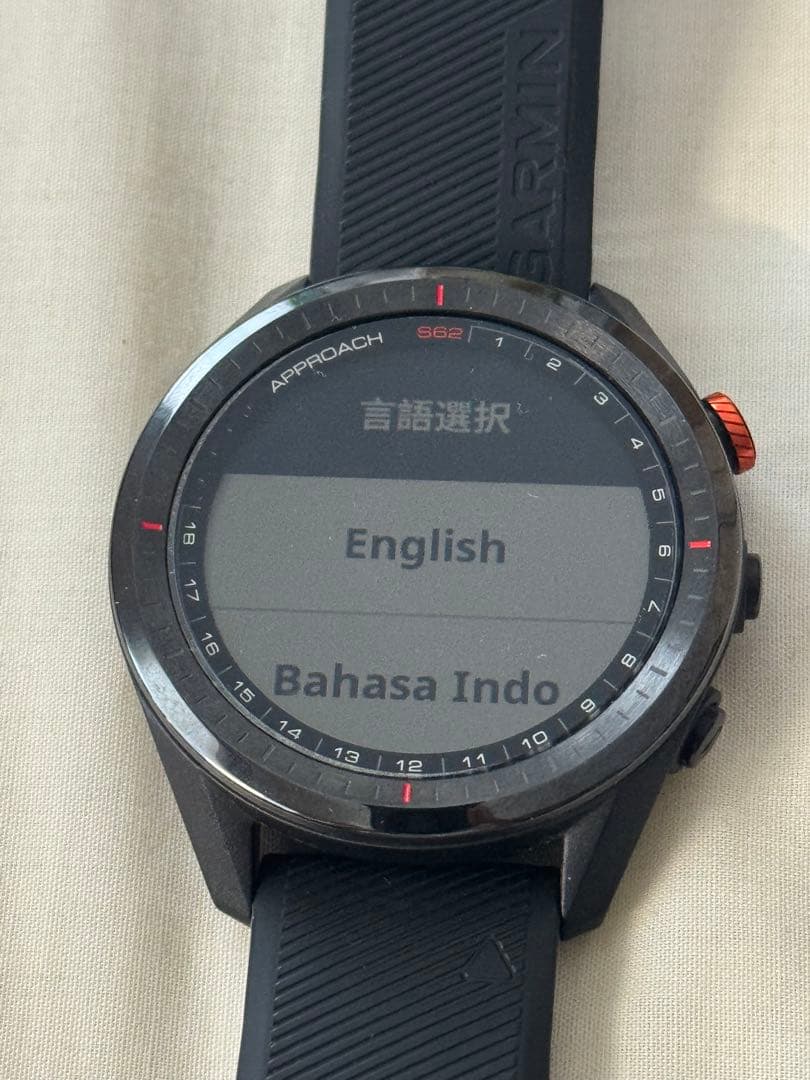 GARMIN
APPROACH S62
1 2 3 4 5 6 7 8 9 10 11 12 13 14 15 16 17 18
言語選択
English
Bahasa Indo